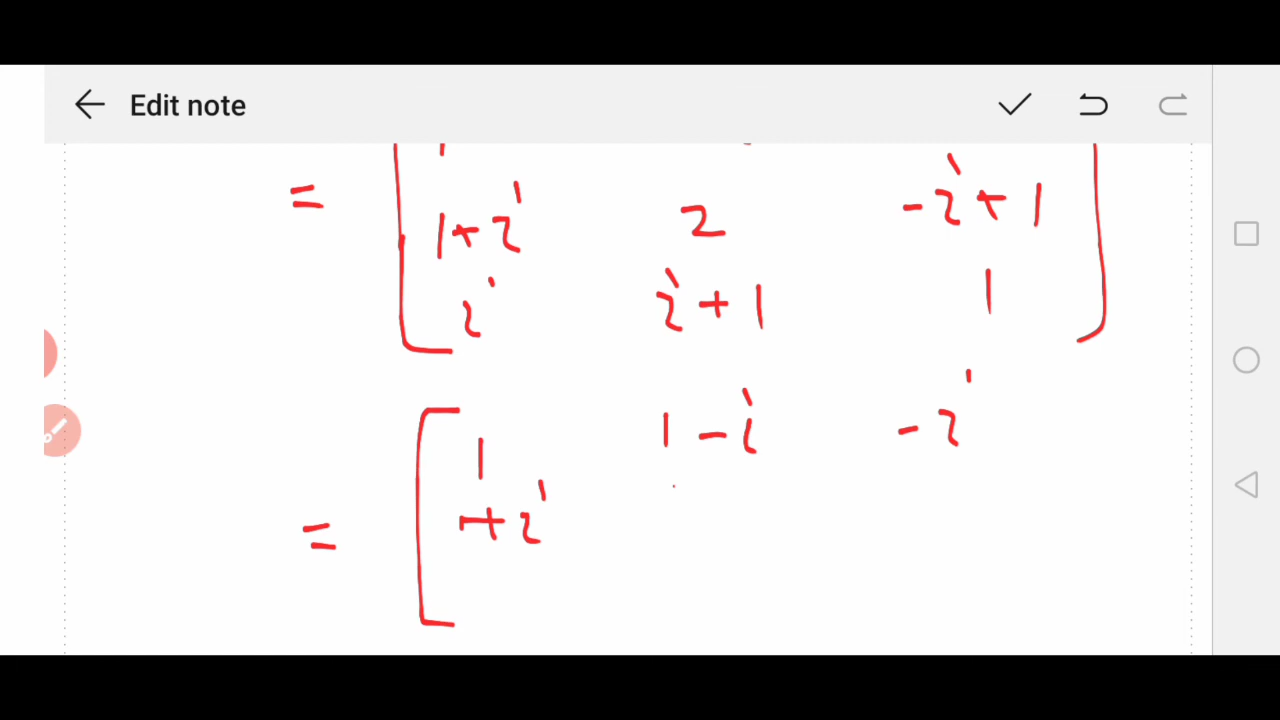 Edit note
= 1+i 2 -i+1
i i+1 1
1 1-i -i
= +i